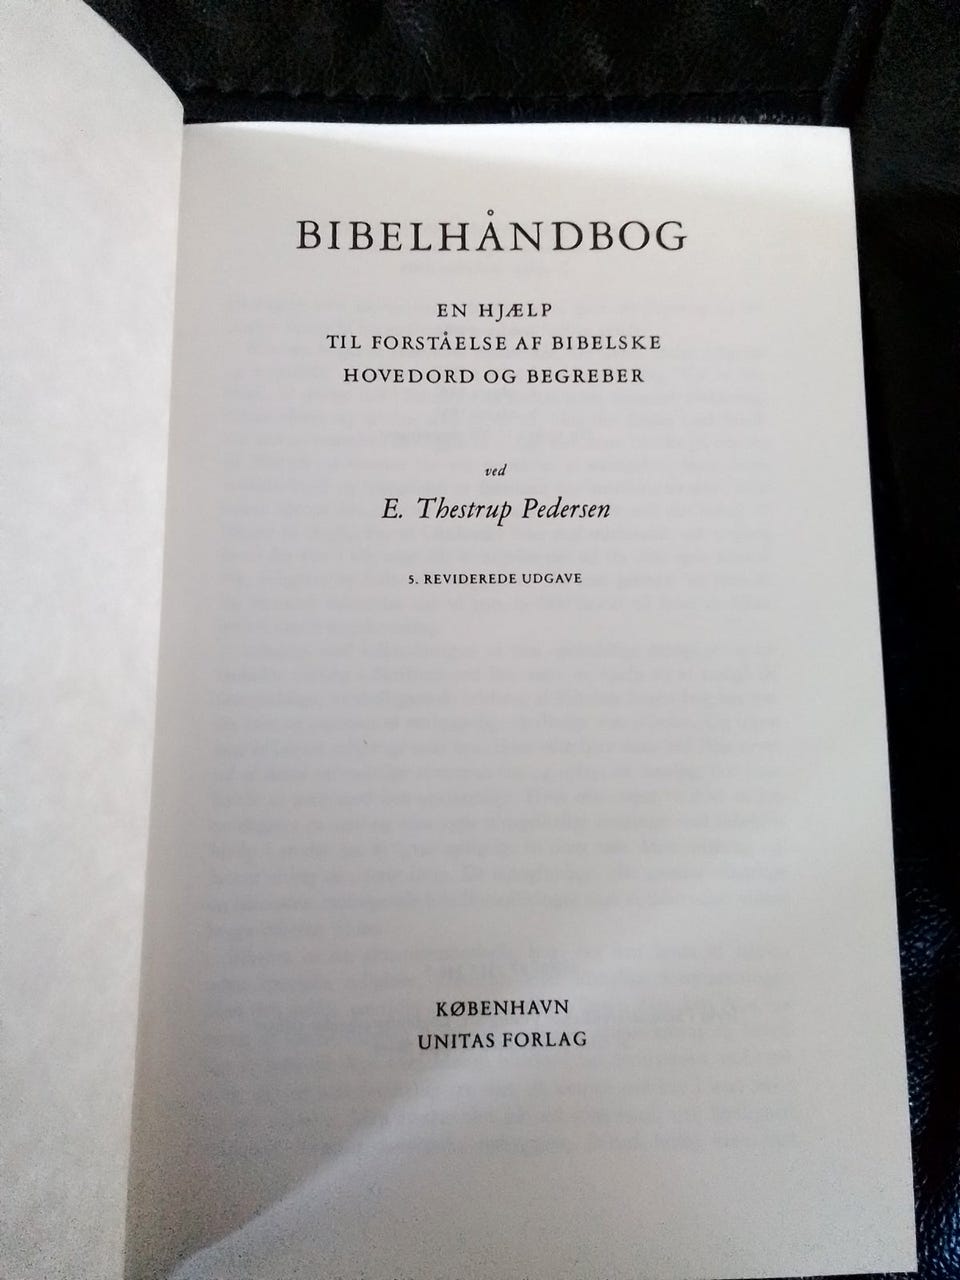 BIBELHÅNDBOG
EN HJÆLP
TIL FORSTÅELSE AF BIBELSKE
HOVEDORD OG BEGREBER
ved
E. Thestrup Pedersen
5. REVIDEREDE UDGAVE
KØBENHAVN
UNITAS FORLAG